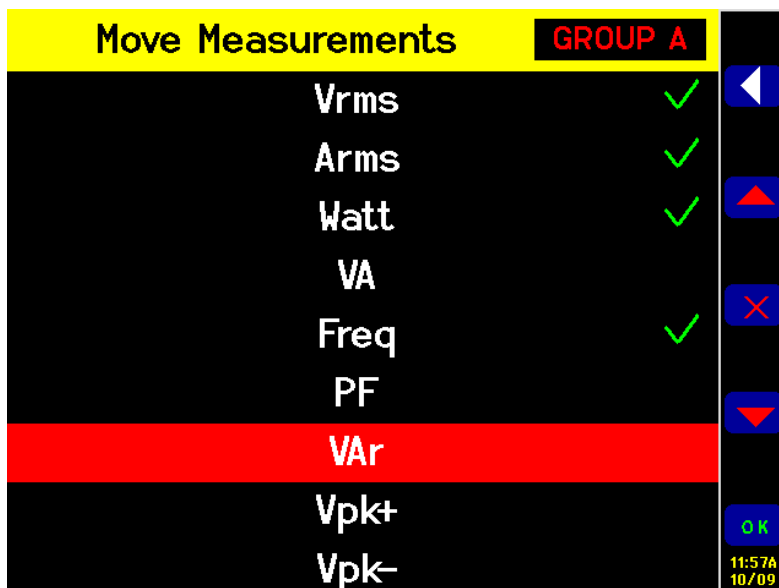 Move Measurements GROUP A
Vrms
Arms
Watt
VA
Freq
PF
VAr
Vpk+
Vpk-
OK
11:57A
10/09